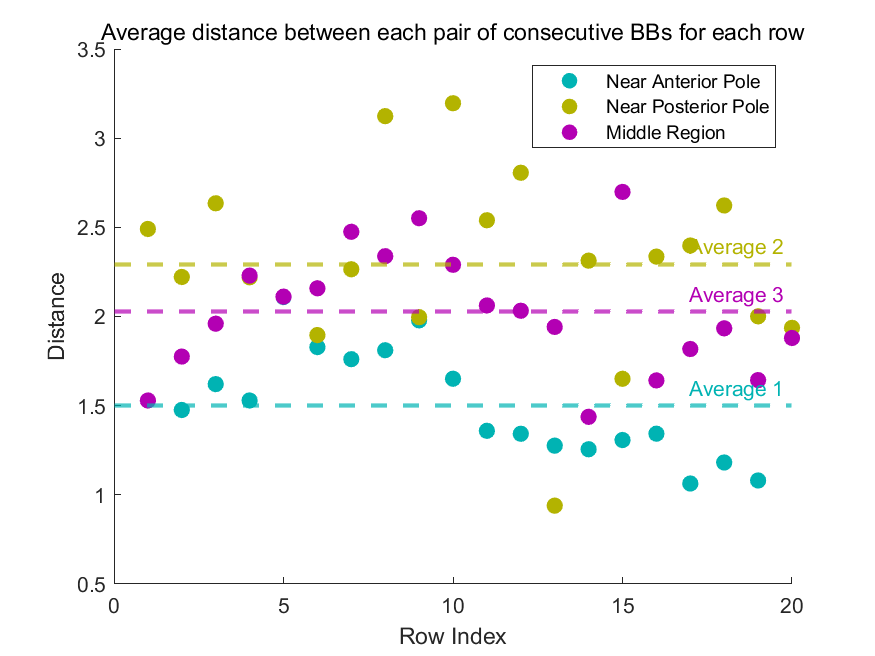 Average distance between each pair of consecutive BBs for each row
3.5
3
2.5
2
1.5
1
0.5
Distance
Near Anterior Pole
Near Posterior Pole
Middle Region
Average 2
Average 3
Average 1
0
5
10
15
20
Row Index